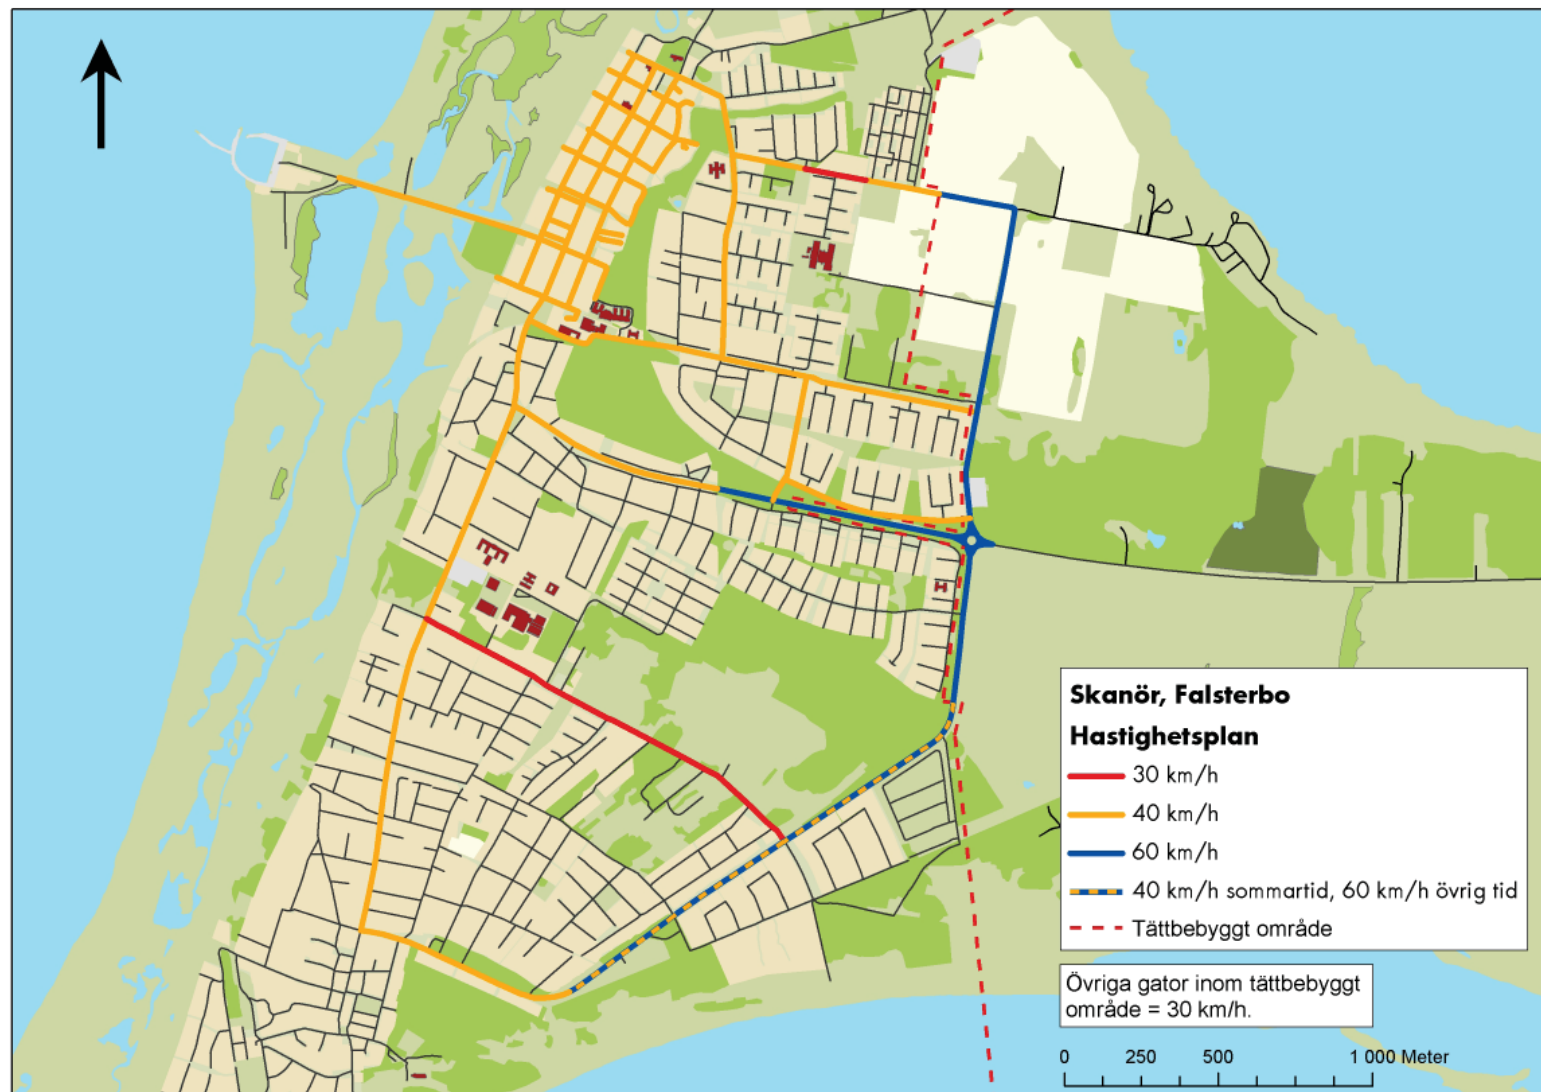 Skanör, Falsterbo
Hastighetsplan
30 km/h
40 km/h
60 km/h
40 km/h sommartid, 60 km/h övrig tid
Tättbebyggt område
Övriga gator inom tättbebyggt
område = 30 km/h.
0 250 500 1 000 Meter